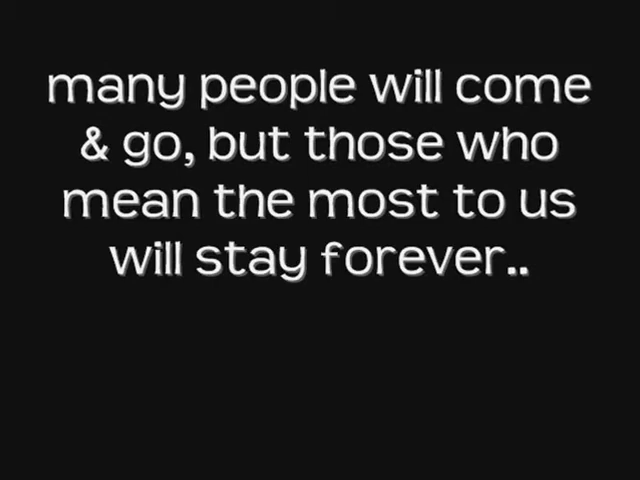 many people will come
& go, but those who
mean the most to us
will stay forever..